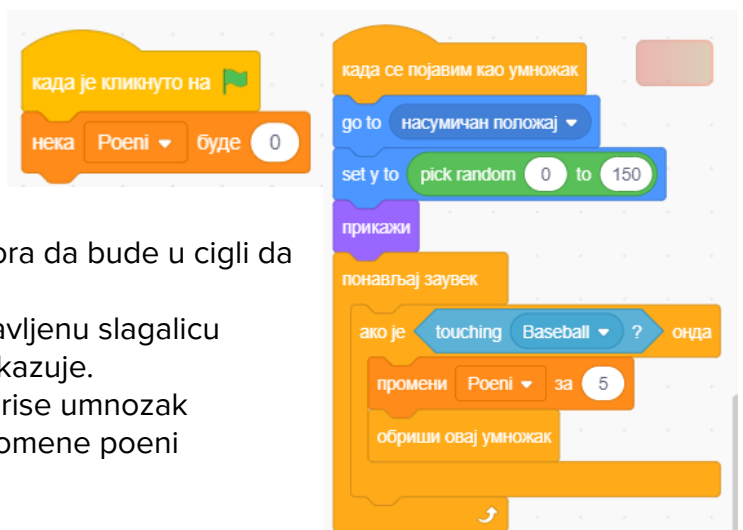 када је кликнуто на
нека Poeni буде 0
ora da bude u cigli da
avljenu slagalicu
kazuje.
rise umnozak
omene poeni
када се појавим као умножак
go to насумичан положај
set y to pick random 0 to 150
прикажи
понављај заувек
ако је touching Baseball ? онда
промени Poeni за 5
обриши овај умножак